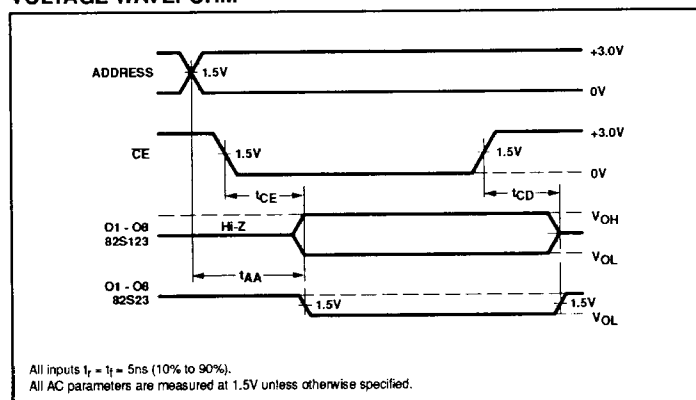 VOLTAGE WAVEFORM
ADDRESS
1.5V
+3.0V
0V
CE
1.5V
1.5V
+3.0V
0V
tCE
tCD
O1 - O8
82S123
Hi-Z
VOH
VOL
tAA
O1 - O8
82S23
1.5V
1.5V
VOL
All inputs tr = tf = 5ns (10% to 90%).
All AC parameters are measured at 1.5V unless otherwise specified.